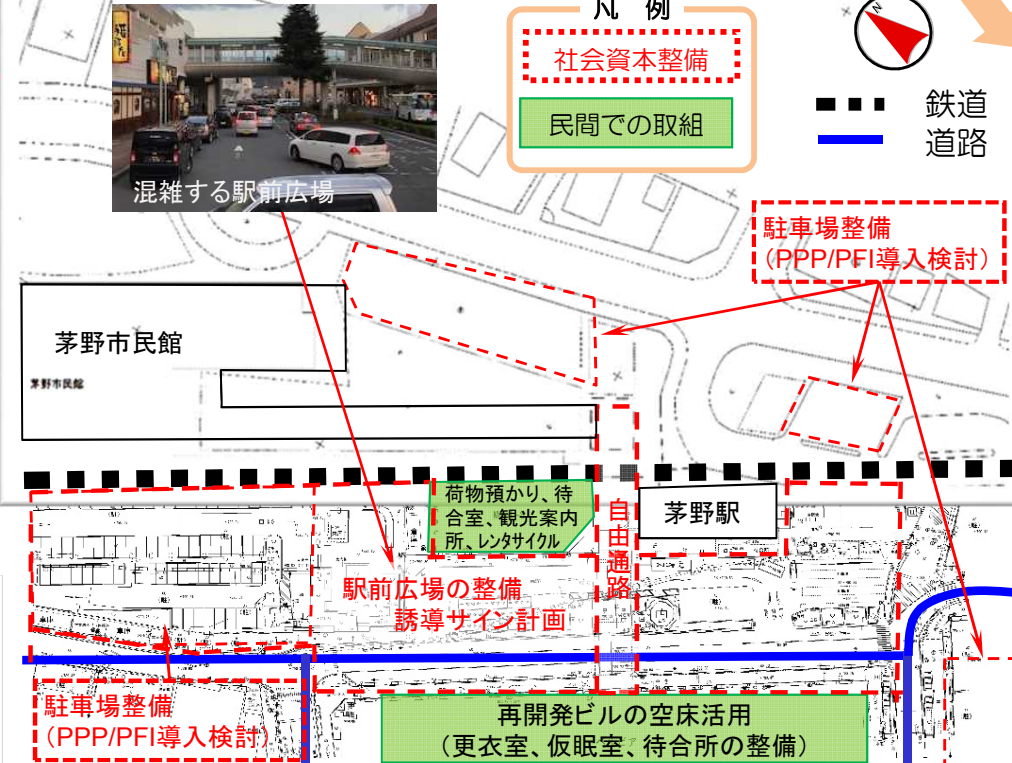 凡 例
社会資本整備
民間での取組
N
鉄道
道路
混雑する駅前広場
駐車場整備
(PPP/PFI導入検討)
茅野市民館
茅野市民館
荷物預かり、待
合室、観光案内
所、レンタサイクル
自由通路
茅野駅
駅前広場の整備
誘導サイン計画
駐車場整備
(PPP/PFI導入検討)
再開発ビルの空床活用
(更衣室、仮眠室、待合所の整備)